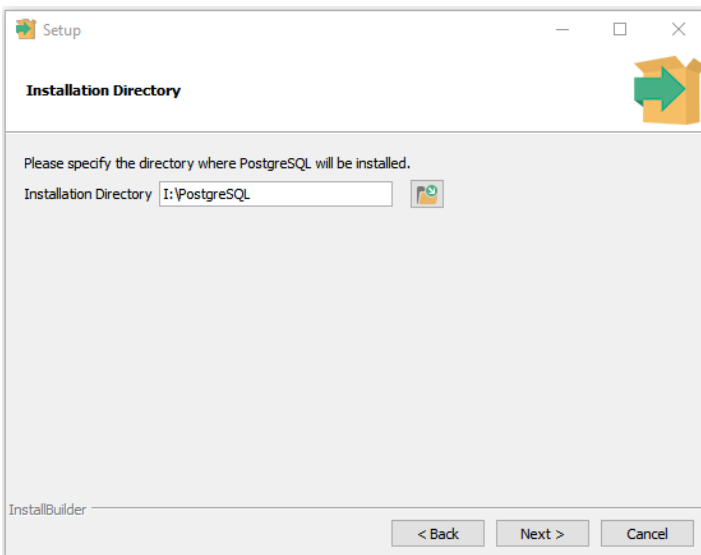 Setup
Installation Directory
Please specify the directory where PostgreSQL will be installed.
Installation Directory I:\PostgreSQL
InstallBuilder
< Back Next > Cancel